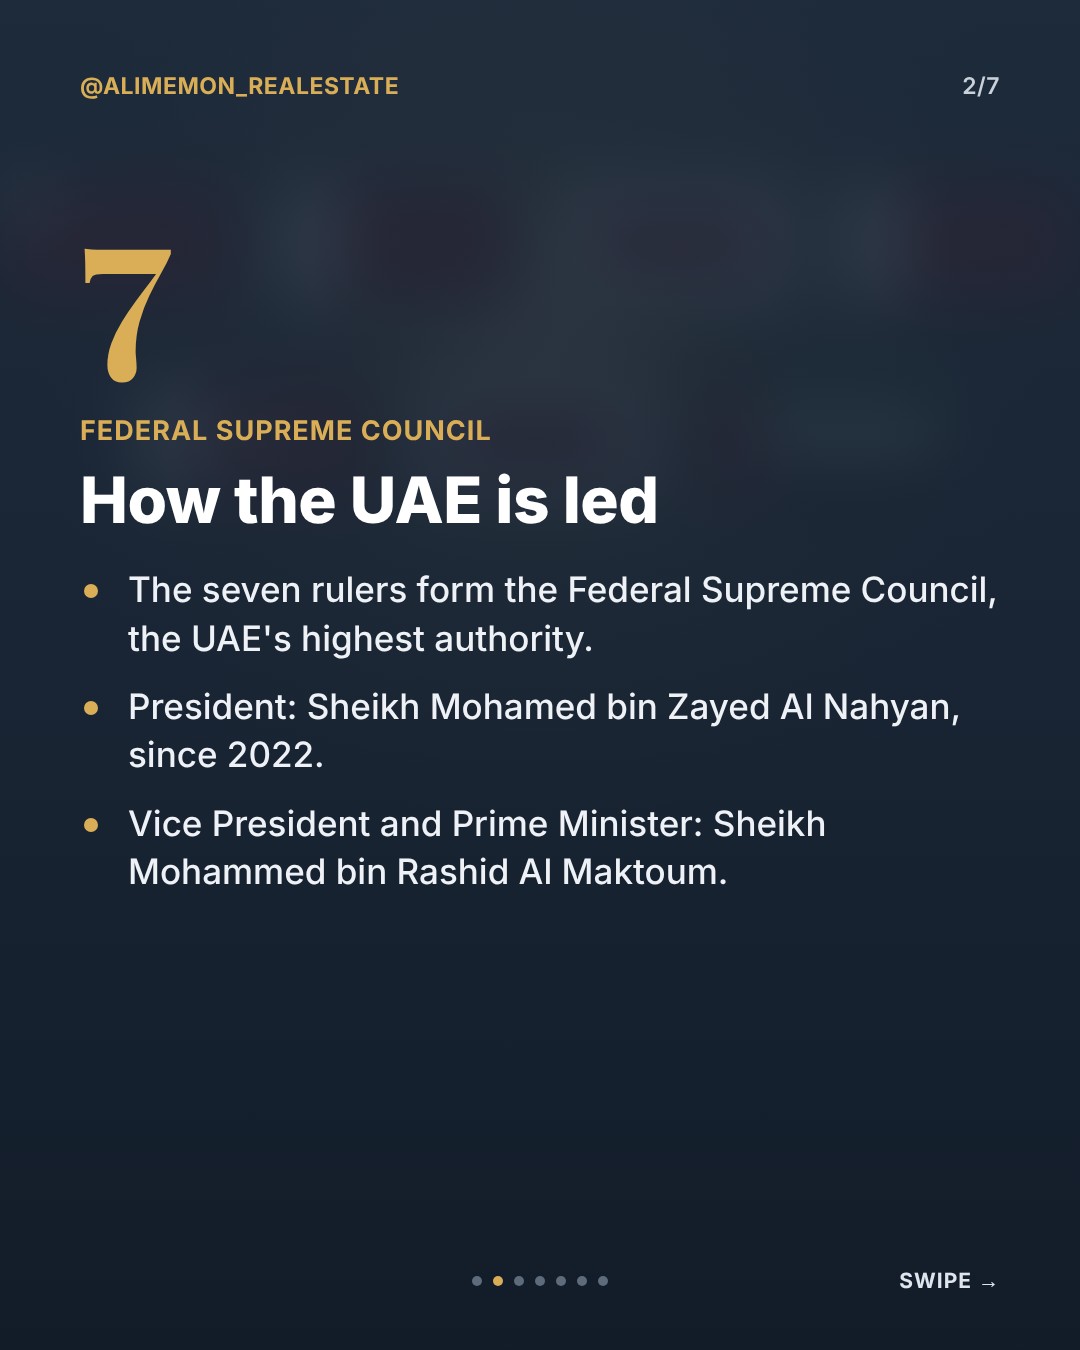 @ALIMEMON_REALESTATE
2/7
7
FEDERAL SUPREME COUNCIL
How the UAE is led
• The seven rulers form the Federal Supreme Council,
the UAE's highest authority.
• President: Sheikh Mohamed bin Zayed Al Nahyan,
since 2022.
• Vice President and Prime Minister: Sheikh
Mohammed bin Rashid Al Maktoum.
SWIPE →